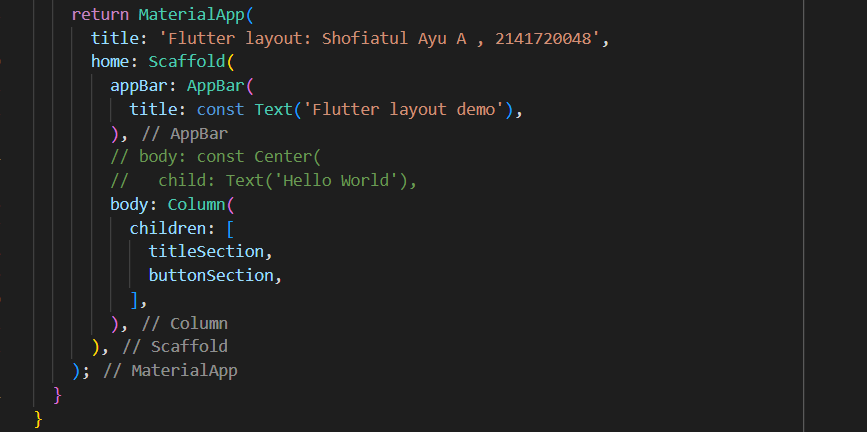 return MaterialApp(
title: 'Flutter layout: Shofiatul Ayu A , 2141720048',
home: Scaffold(
appBar: AppBar(
title: const Text('Flutter layout demo'),
), // AppBar
// body: const Center(
//   child: Text('Hello World'),
body: Column(
children: [
titleSection,
buttonSection,
],
), // Column
), // Scaffold
); // MaterialApp
}
}